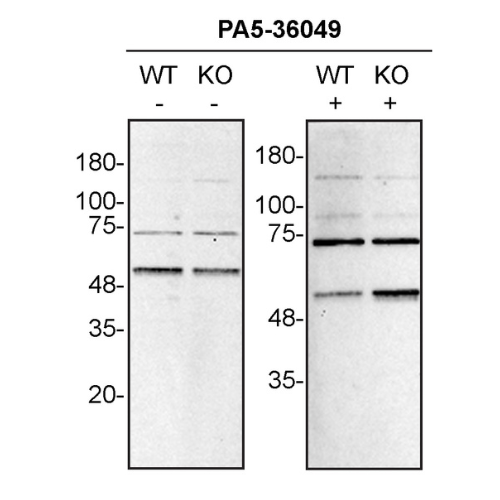 PA5-36049
WT KO WT KO
- - + +
180- 180-
100- 100-
75- 75-
48- 48-
35- 35-
20-